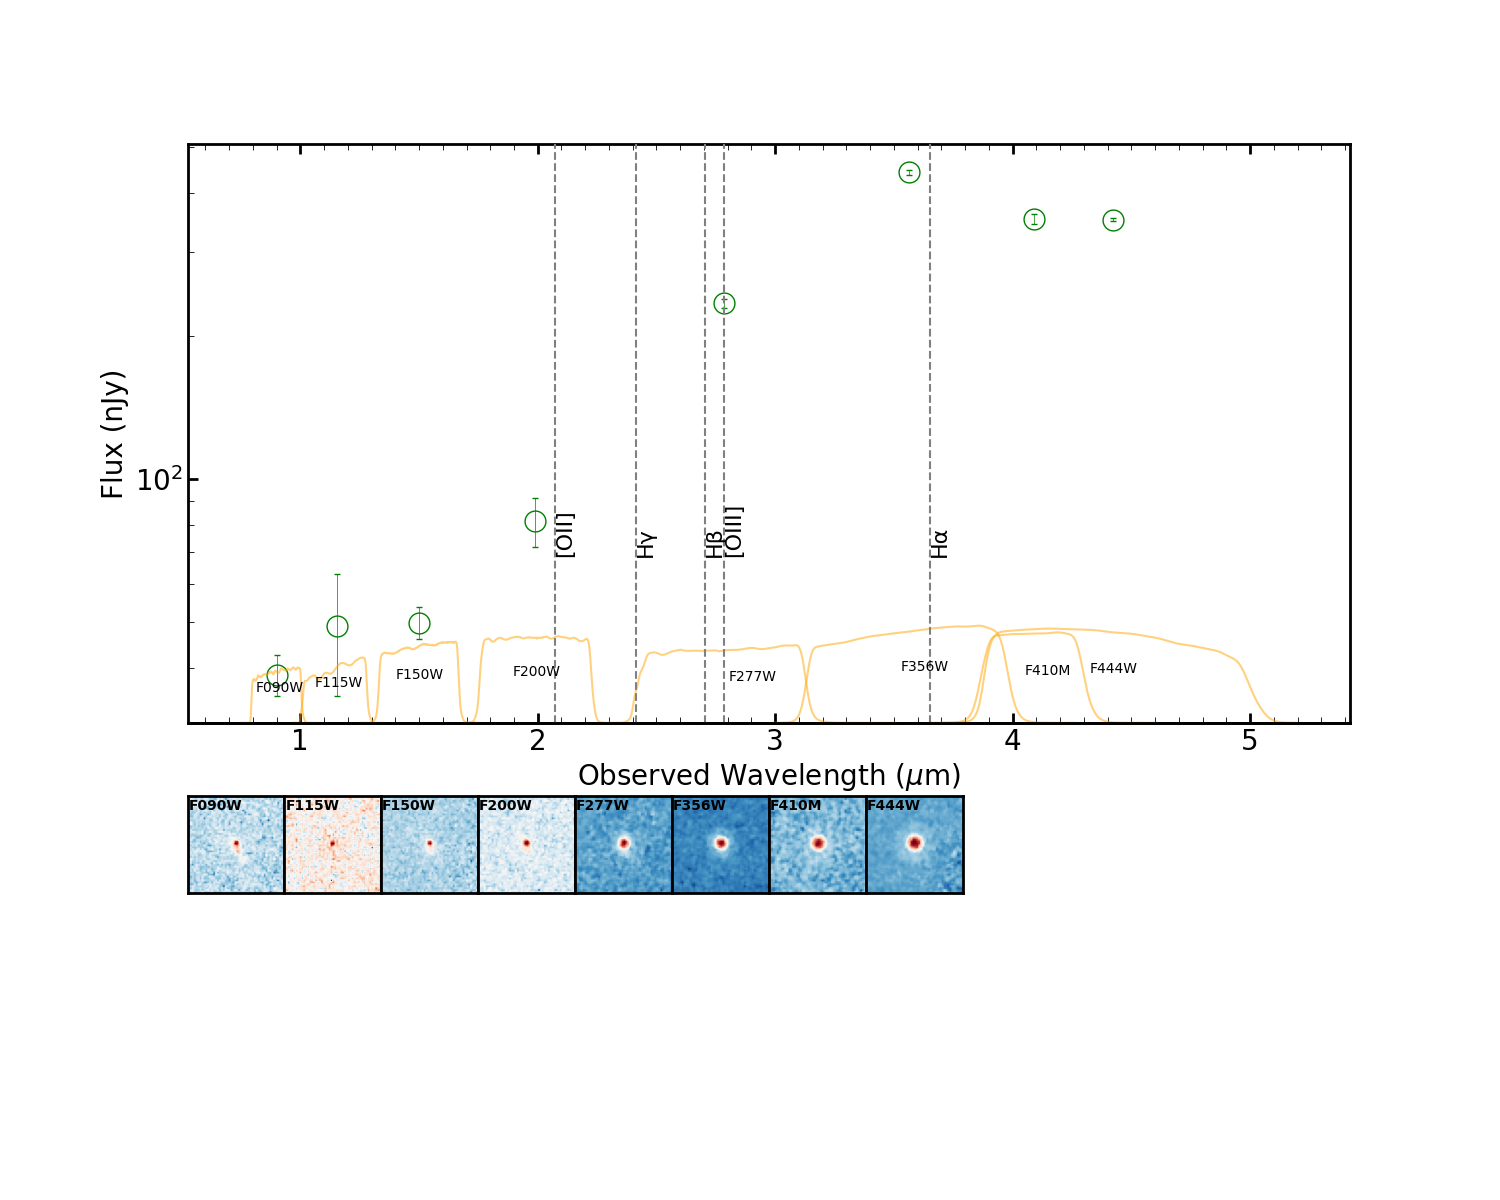 Flux (nJy)
10²
[OII]
Hγ
Hβ
[OIII]
Hα
F090W
F115W
F150W
F200W
F277W
F356W
F410M
F444W
1 2 3 4 5
Observed Wavelength (μm)
F090W F115W F150W F200W F277W F356W F410M F444W